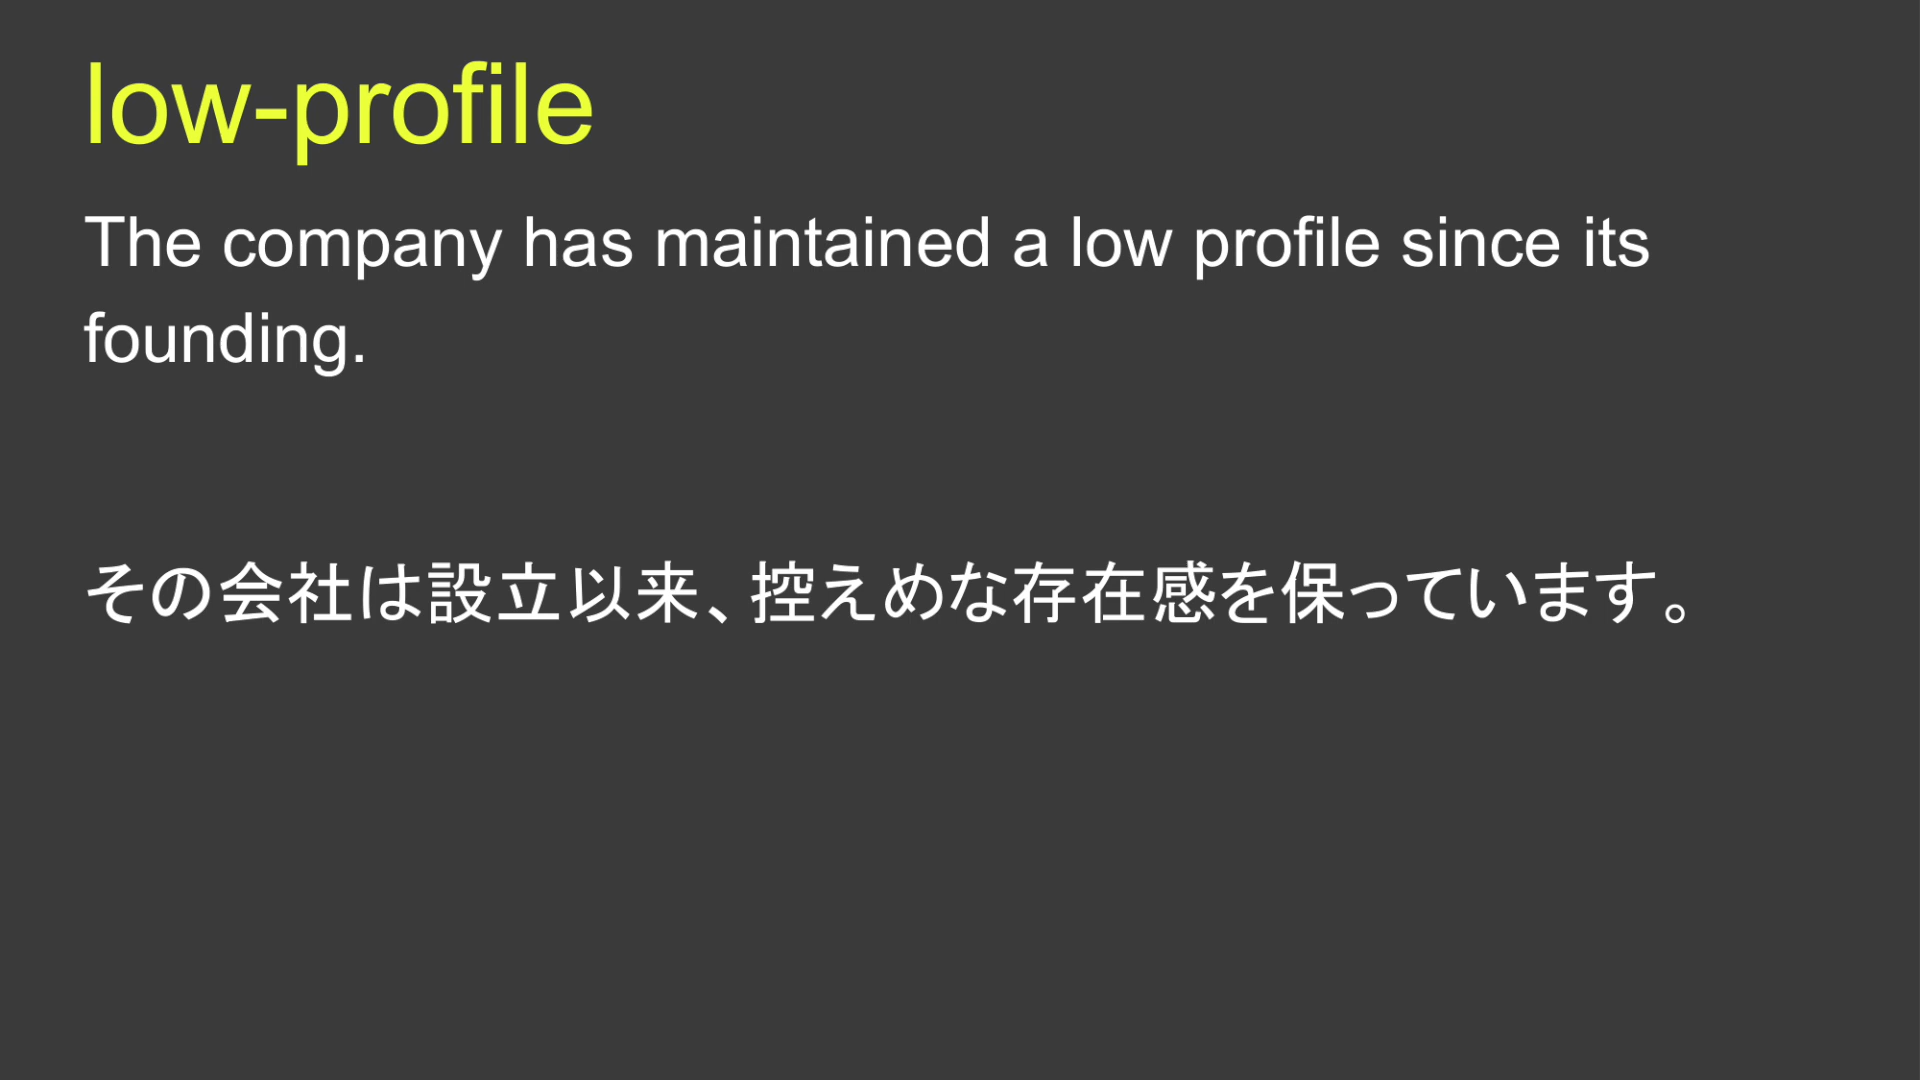 low-profile
The company has maintained a low profile since its
founding.
その会社は設立以来、控えめな存在感を保っています。